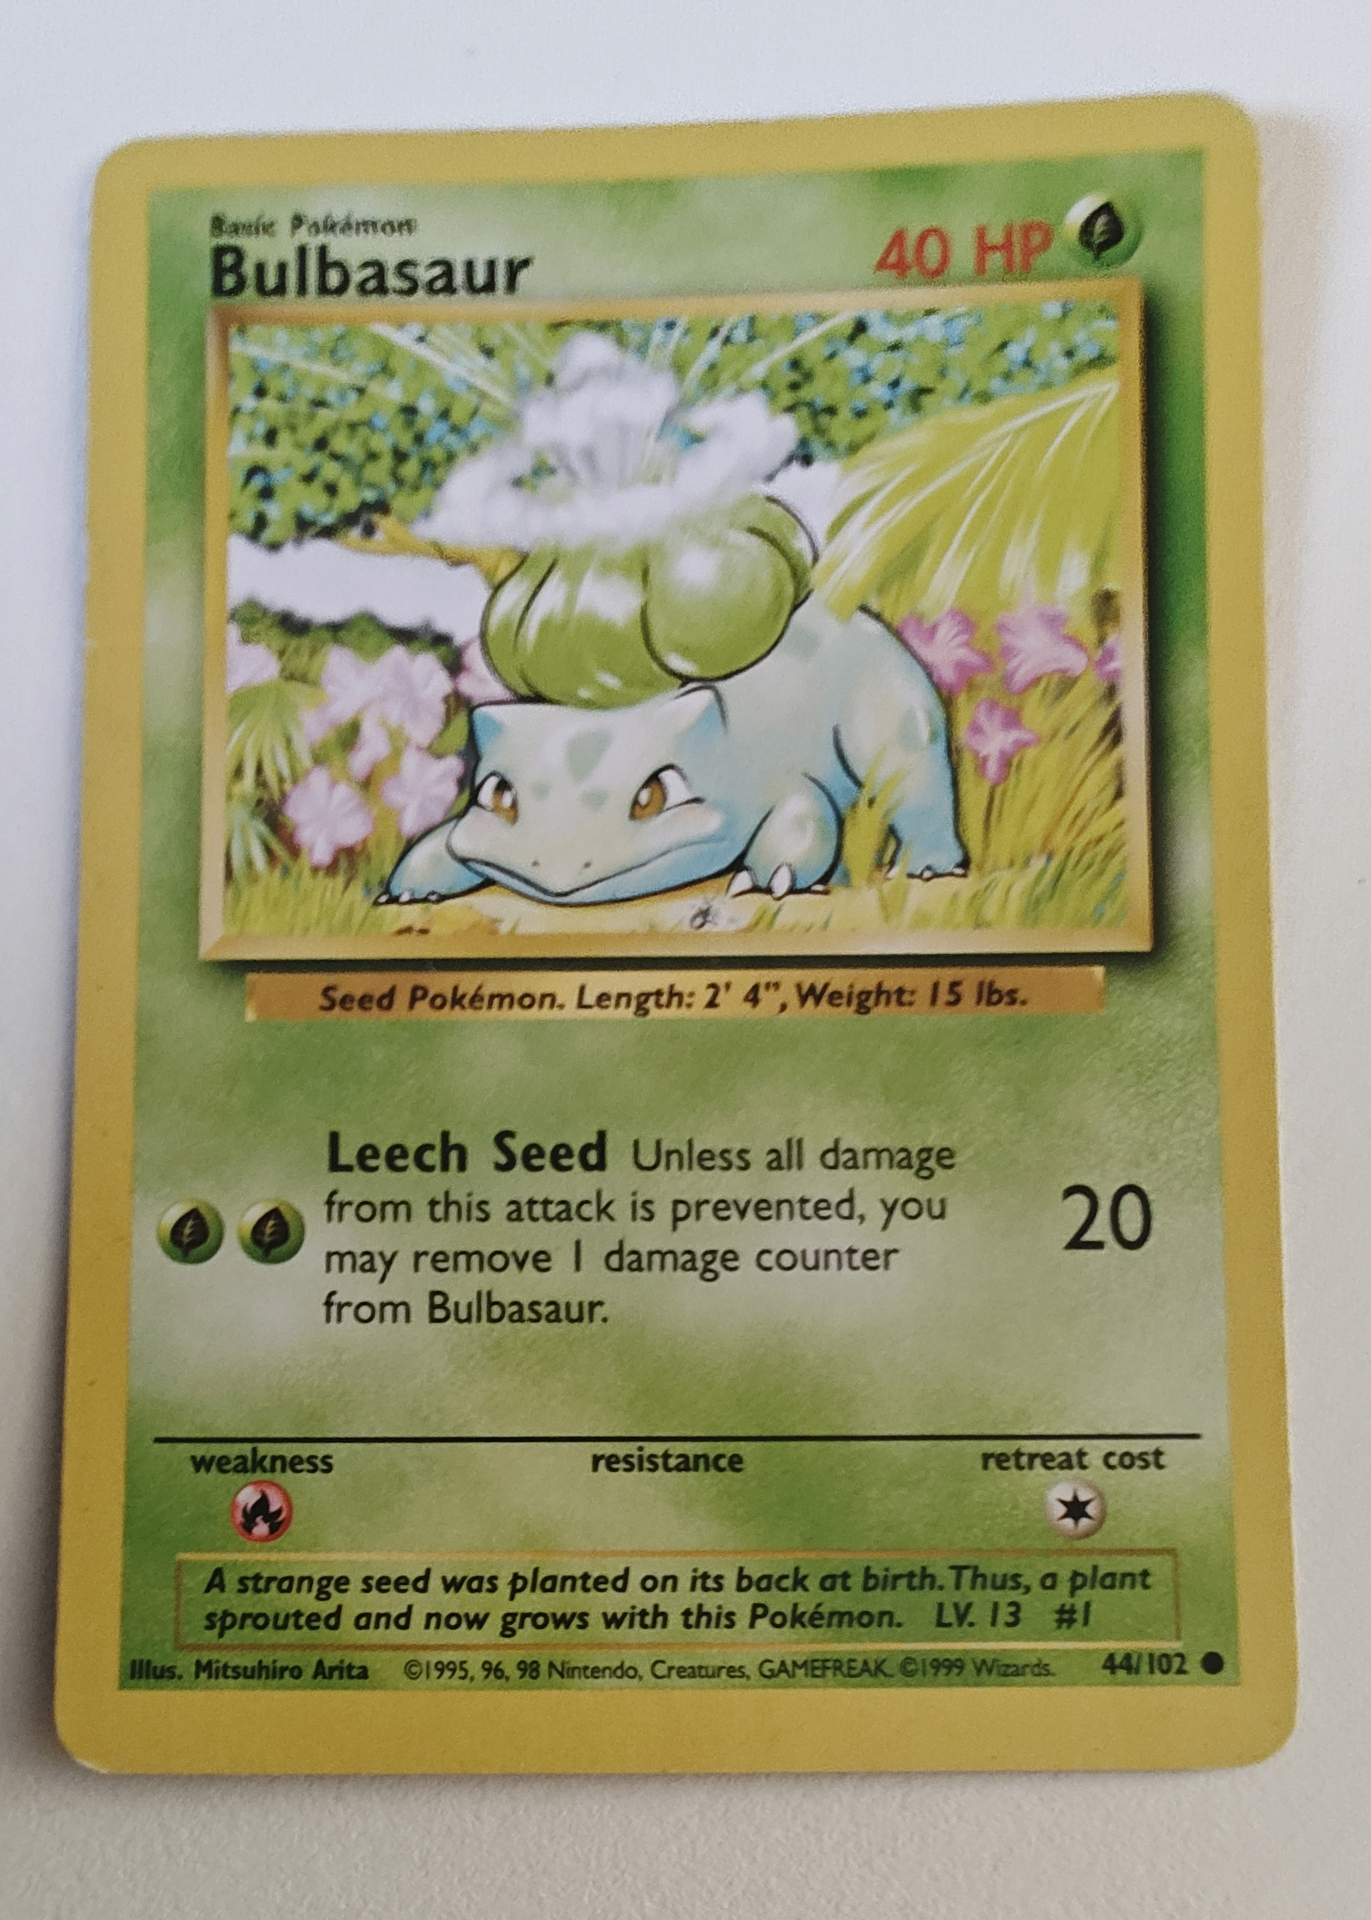 Basic Pokémon
Bulbasaur
40 HP
Seed Pokémon. Length: 2' 4", Weight: 15 lbs.
Leech Seed Unless all damage
from this attack is prevented, you
may remove 1 damage counter
from Bulbasaur.
20
weakness resistance retreat cost
A strange seed was planted on its back at birth. Thus, a plant
sprouted and now grows with this Pokémon. LV. 13 #1
Illus. Mitsuhiro Arita ©1995, 96, 98 Nintendo, Creatures, GAMEFREAK. ©1999 Wizards. 44/102